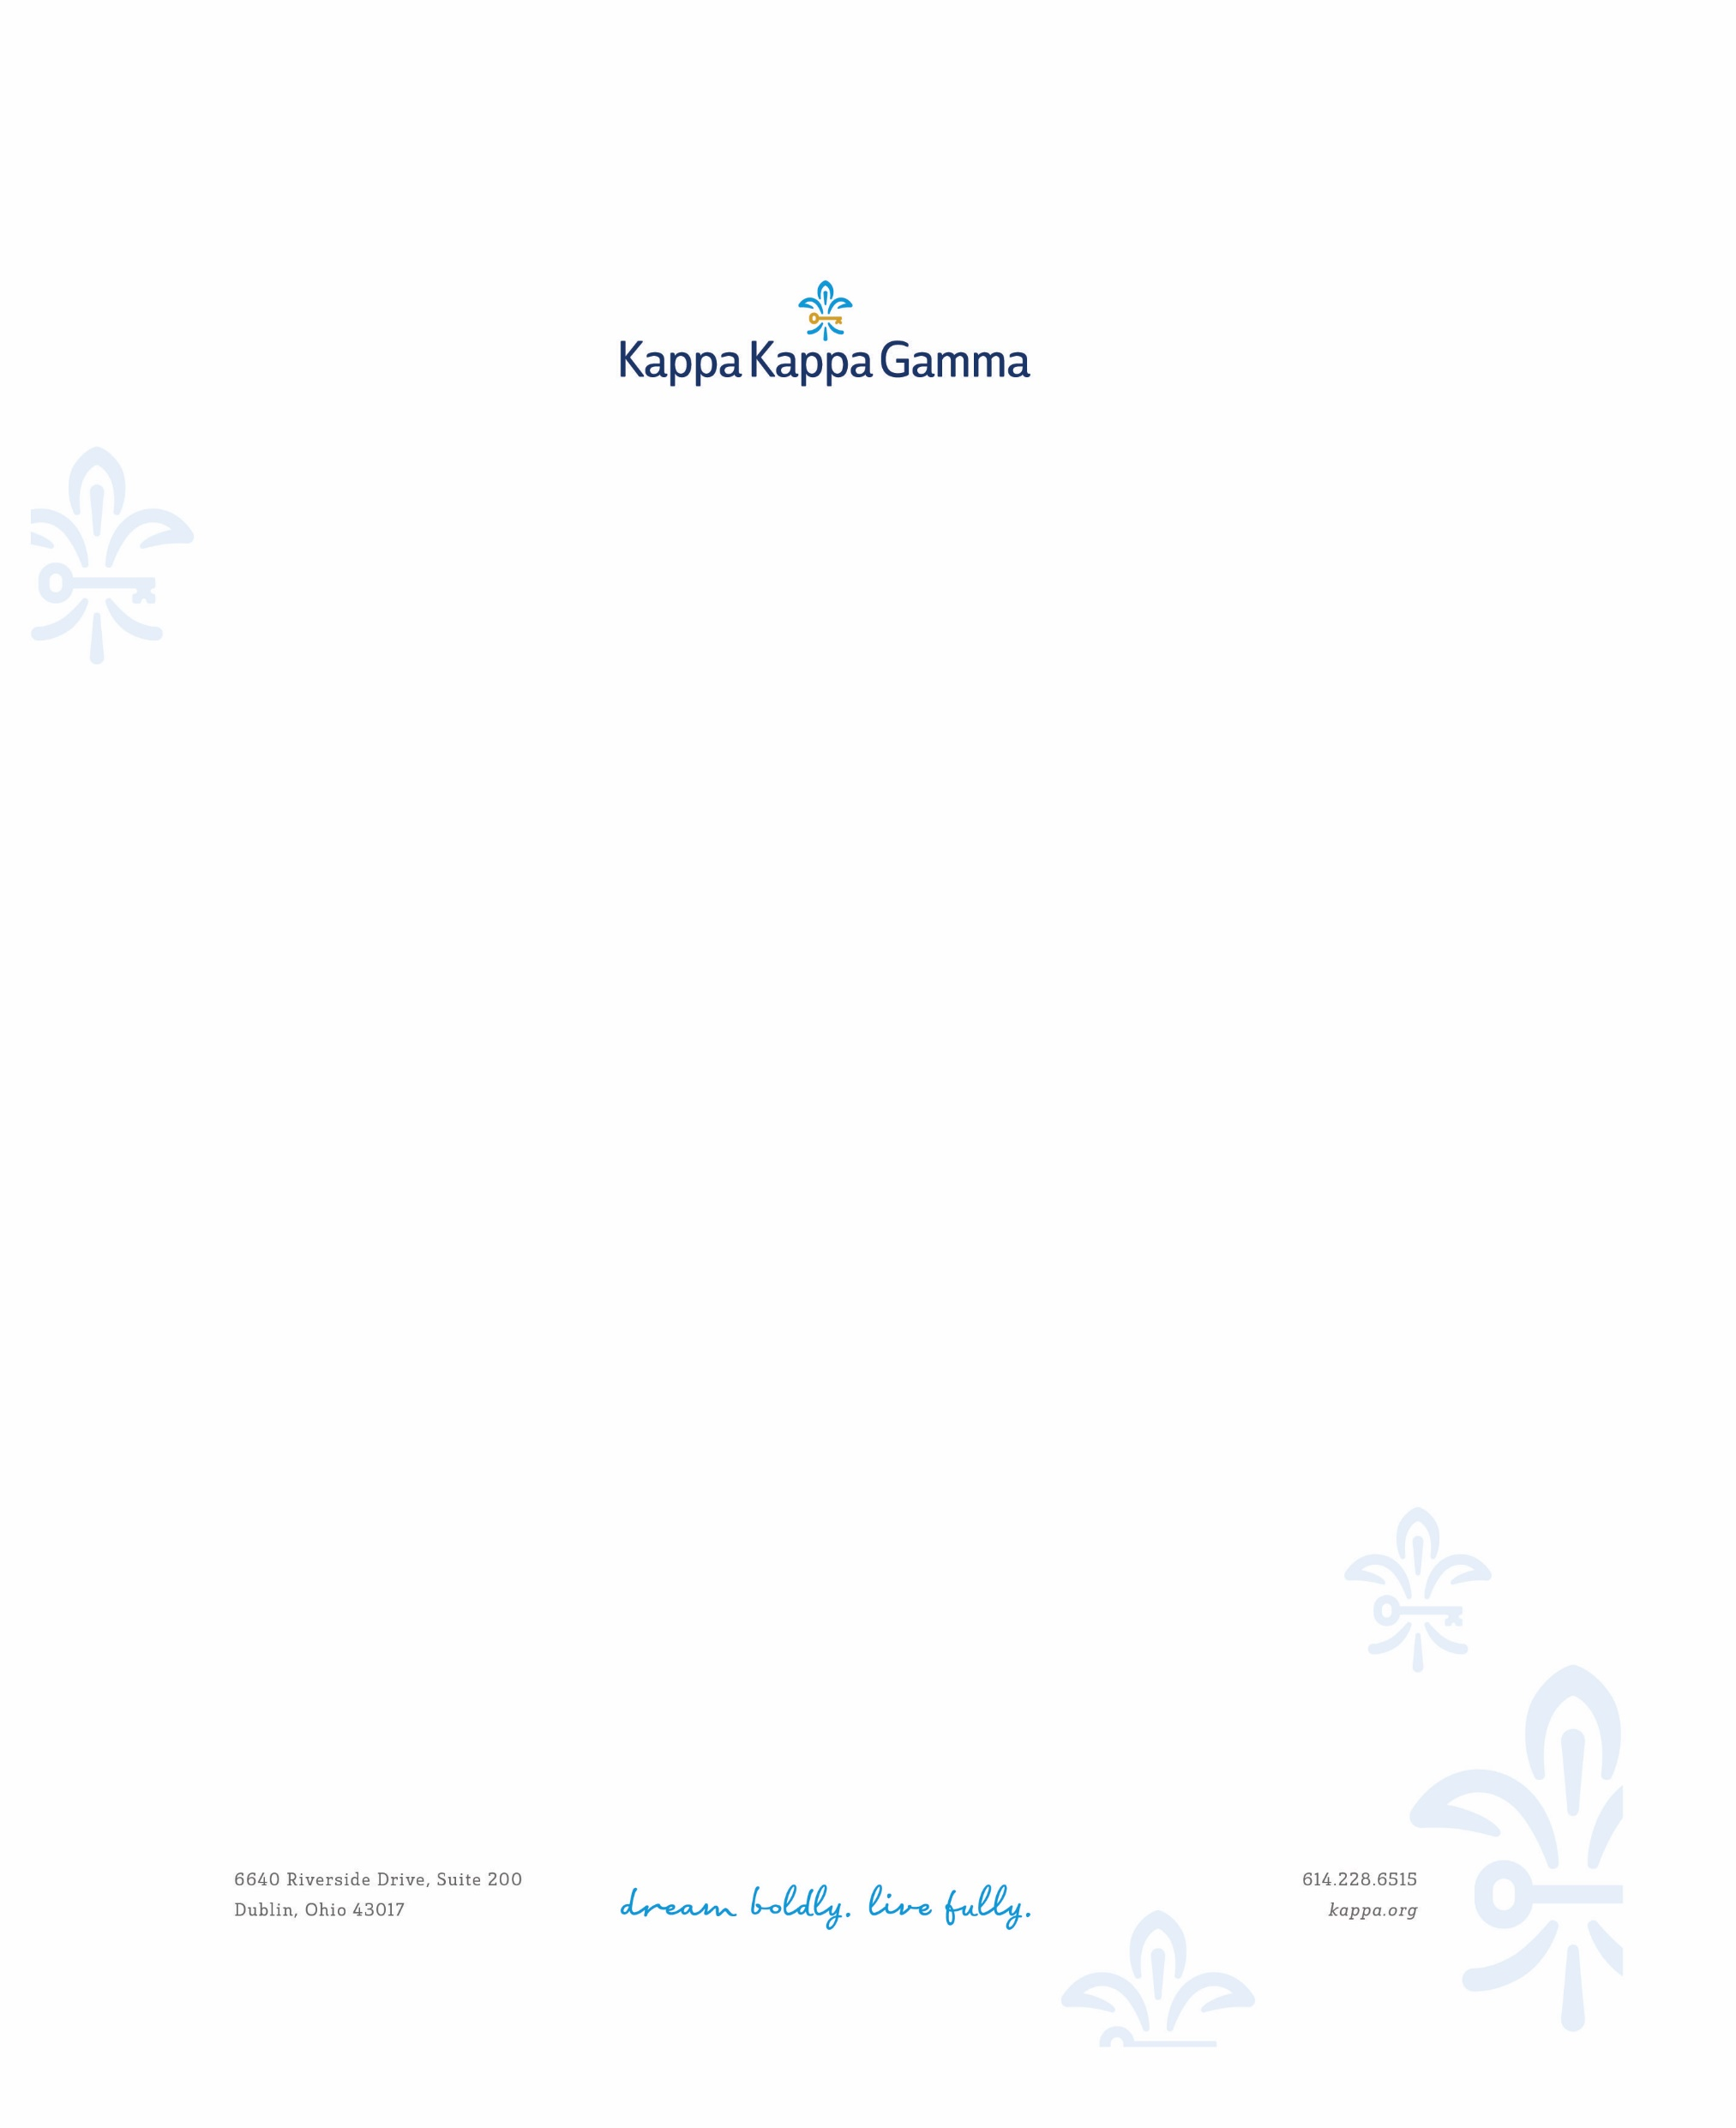 Kappa Kappa Gamma
6640 Riverside Drive, Suite 200
Dublin, Ohio 43017
dream boldly. live fully.
614.228.6515
kappa.org